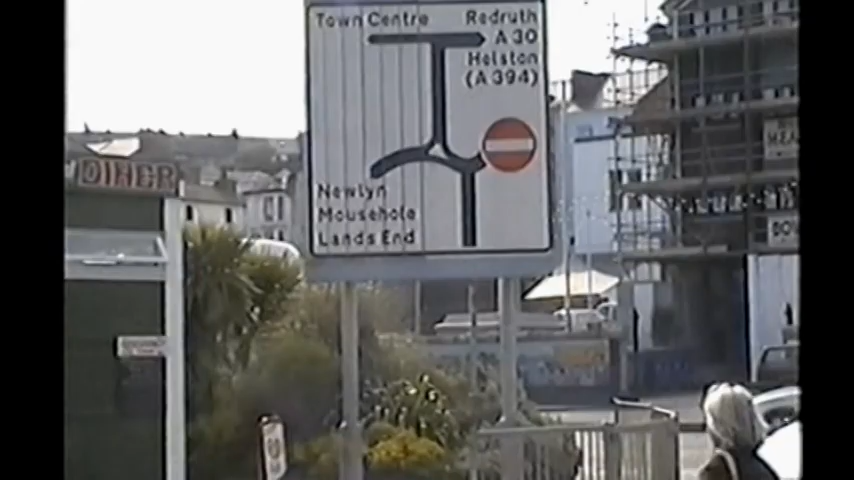 Town Centre
Redruth
A 30
Helston
(A 394)
Newlyn
Mousehole
Lands End
DINER